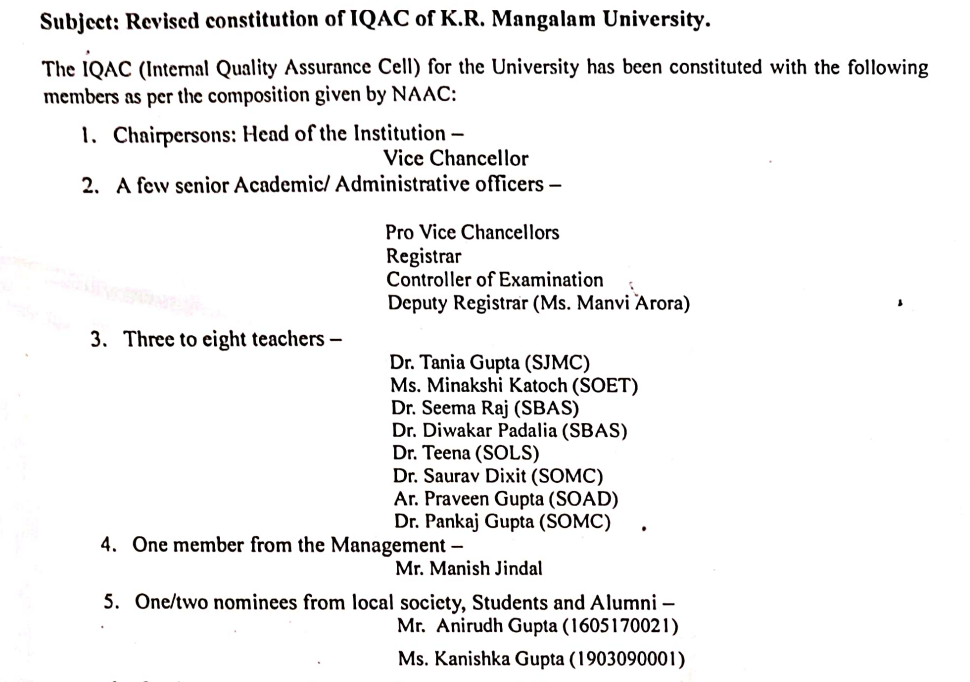 Subject: Revised constitution of IQAC of K.R. Mangalam University.
The IQAC (Internal Quality Assurance Cell) for the University has been constituted with the following
members as per the composition given by NAAC:
1. Chairpersons: Head of the Institution –
Vice Chancellor
2. A few senior Academic/ Administrative officers –
Pro Vice Chancellors
Registrar
Controller of Examination
Deputy Registrar (Ms. Manvi Arora)
3. Three to eight teachers –
Dr. Tania Gupta (SJMC)
Ms. Minakshi Katoch (SOET)
Dr. Seema Raj (SBAS)
Dr. Diwakar Padalia (SBAS)
Dr. Teena (SOLS)
Dr. Saurav Dixit (SOMC)
Ar. Praveen Gupta (SOAD)
Dr. Pankaj Gupta (SOMC)
4. One member from the Management –
Mr. Manish Jindal
5. One/two nominees from local society, Students and Alumni –
Mr. Anirudh Gupta (1605170021)
Ms. Kanishka Gupta (1903090001)